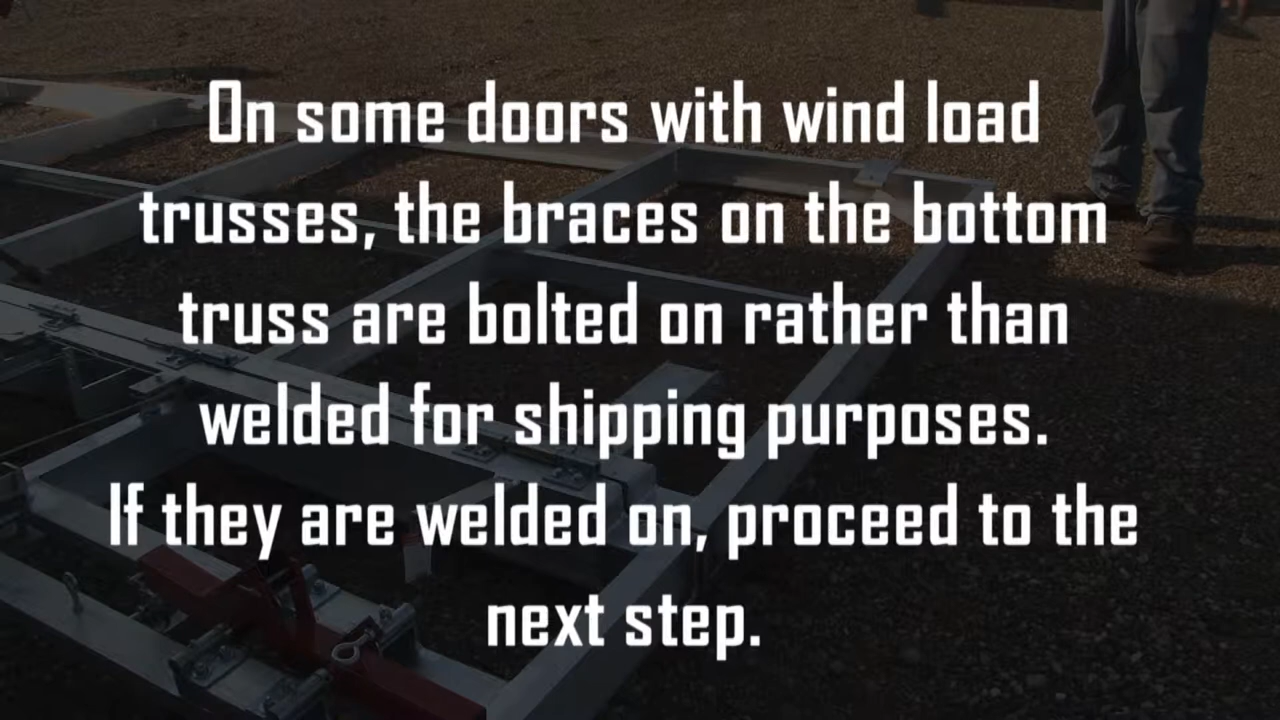 On some doors with wind load
trusses, the braces on the bottom
truss are bolted on rather than
welded for shipping purposes.
If they are welded on, proceed to the
next step.